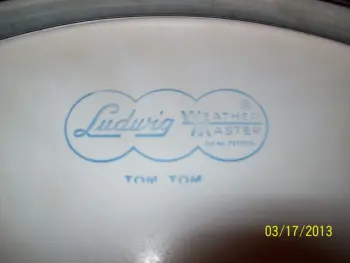 Ludwig WEATHER MASTER ®
TOM TOM
03/17/2013